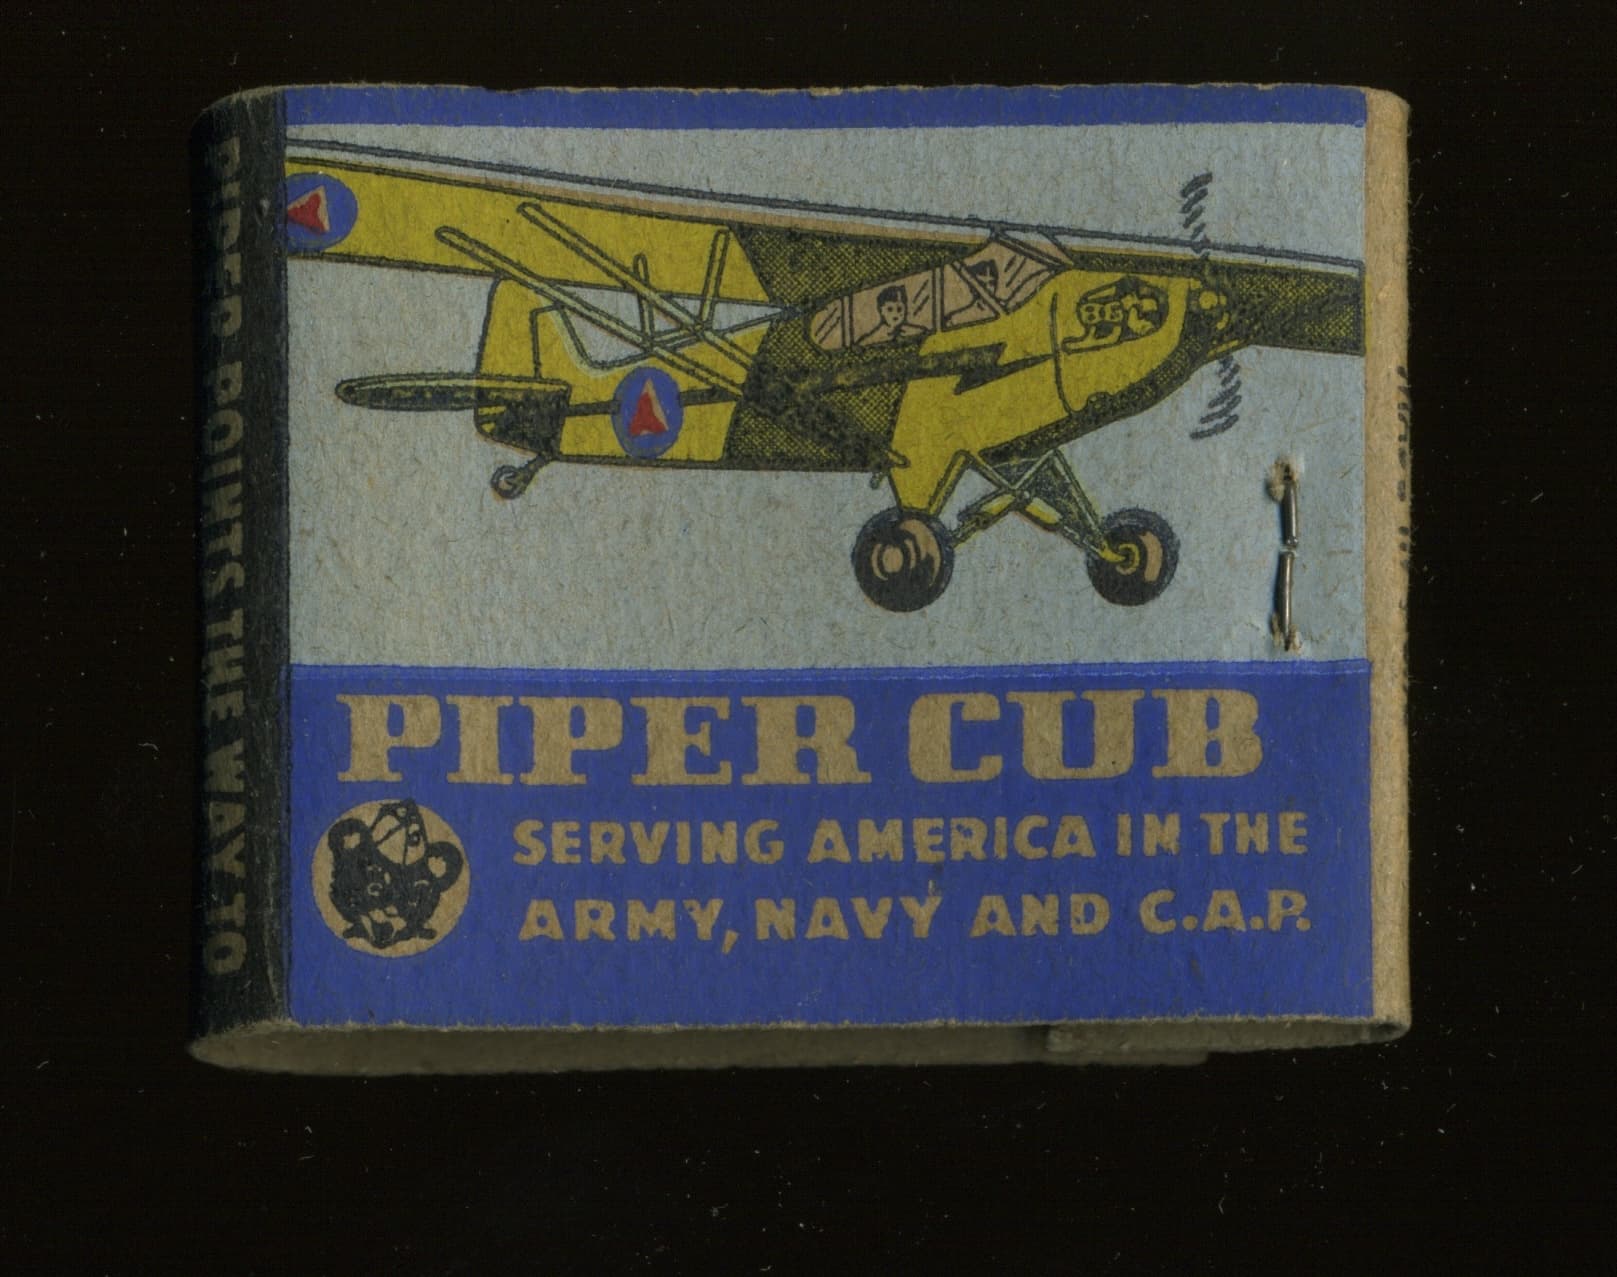 PIPER POINTS THE WAY TO
PIPER CUB
SERVING AMERICA IN THE
ARMY, NAVY AND C.A.P.